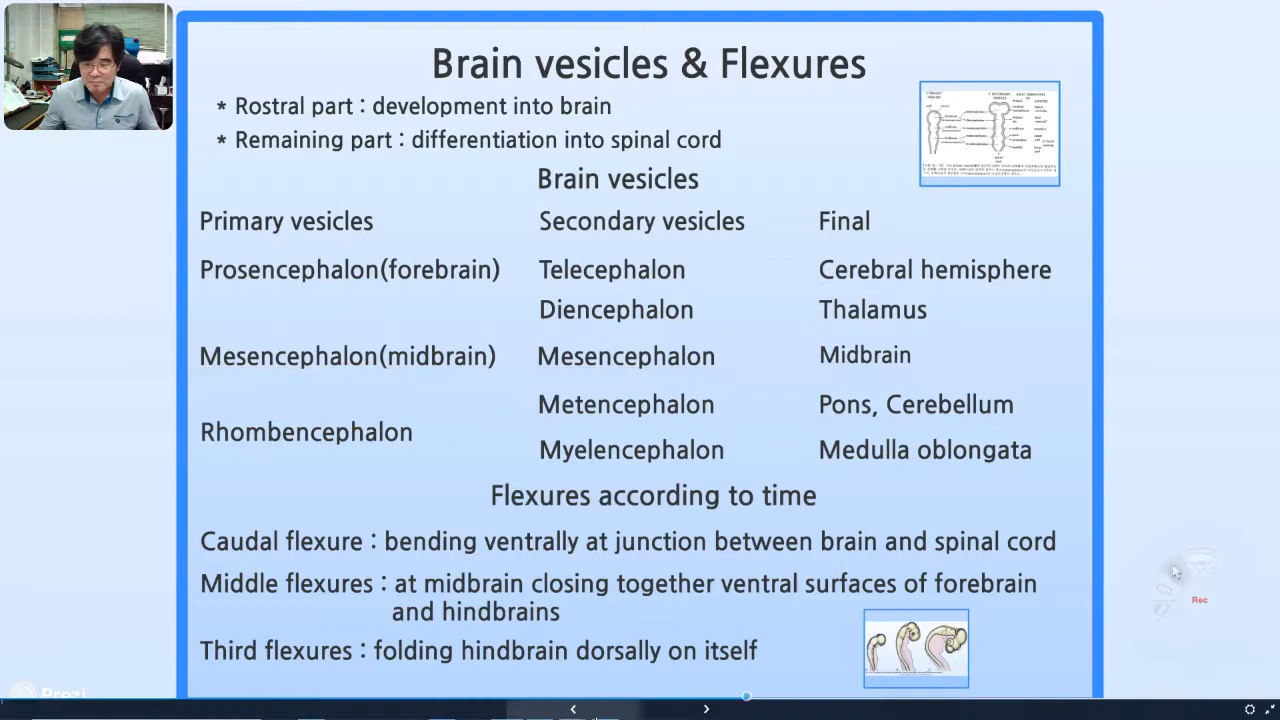 Brain vesicles & Flexures
* Rostral part : development into brain
* Remaining part : differentiation into spinal cord
Brain vesicles
Primary vesicles Secondary vesicles Final
Prosencephalon(forebrain) Telecephalon Cerebral hemisphere
Diencephalon Thalamus
Mesencephalon(midbrain) Mesencephalon Midbrain
Metencephalon Pons, Cerebellum
Rhombencephalon
Myelencephalon Medulla oblongata
Flexures according to time
Caudal flexure : bending ventrally at junction between brain and spinal cord
Middle flexures : at midbrain closing together ventral surfaces of forebrain
and hindbrains
Third flexures : folding hindbrain dorsally on itself
Rec
Prezi